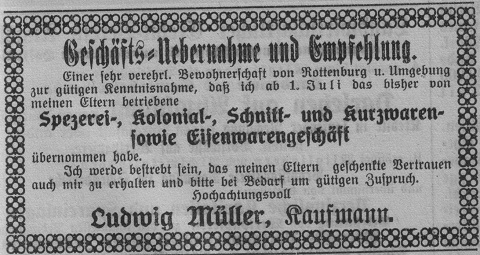 Geschäfts-Uebernahme und Empfehlung.
Einer sehr verehrl. Bewohnerschaft von Rottenburg u. Umgebung
zur gütigen Kenntnisnahme, daß ich ab 1. Juli das bisher von
meinen Eltern betriebene
Spezerei-, Kolonial-, Schnitt- und Kurzwaren-
sowie Eisenwarengeschäft
übernommen habe.
Ich werde bestrebt sein, das meinen Eltern geschenkte Vertrauen
auch mir zu erhalten und bitte bei Bedarf um gütigen Zuspruch.
Hochachtungsvoll
Ludwig Müller, Kaufmann.